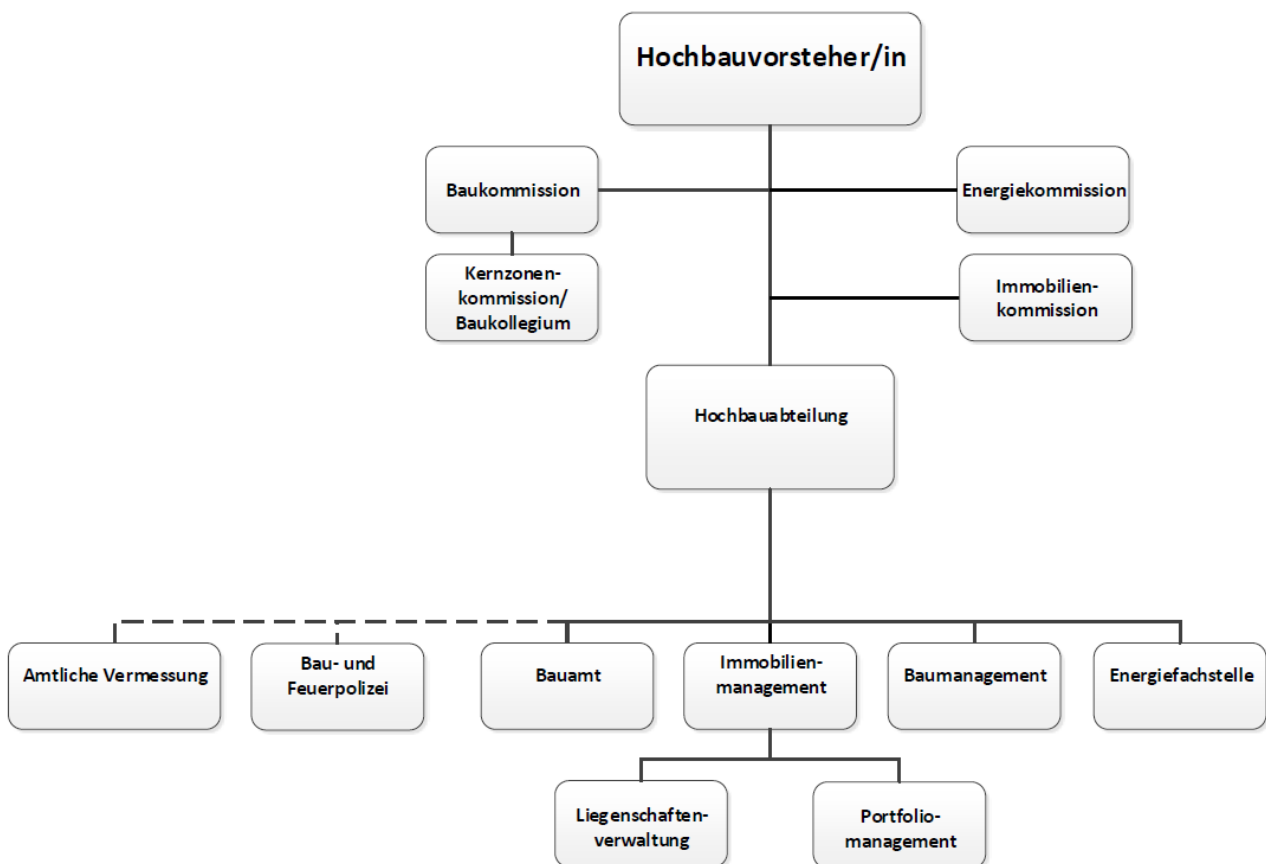 Hochbauvorsteher/in
Baukommission
Energiekommission
Kernzonen-
kommission/
Baukollegium
Immobilien-
kommission
Hochbauabteilung
Amtliche Vermessung
Bau- und
Feuerpolizei
Bauamt
Immobilien-
management
Baumanagement
Energiefachstelle
Liegenschaften-
verwaltung
Portfolio-
management